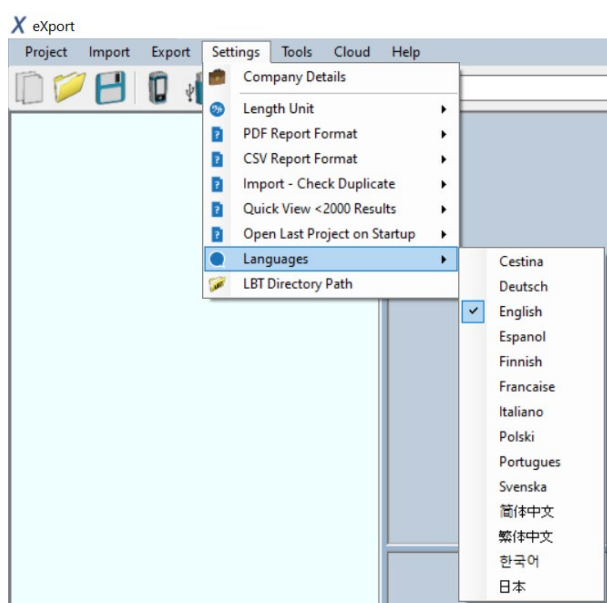 X eXport
Project Import Export Settings Tools Cloud Help
Company Details
Length Unit
PDF Report Format
CSV Report Format
Import - Check Duplicate
Quick View <2000 Results
Open Last Project on Startup
Languages
LBT Directory Path
Cestina
Deutsch
English
Espanol
Finnish
Francaise
Italiano
Polski
Portugues
Svenska
简体中文
繁体中文
한국어
日本